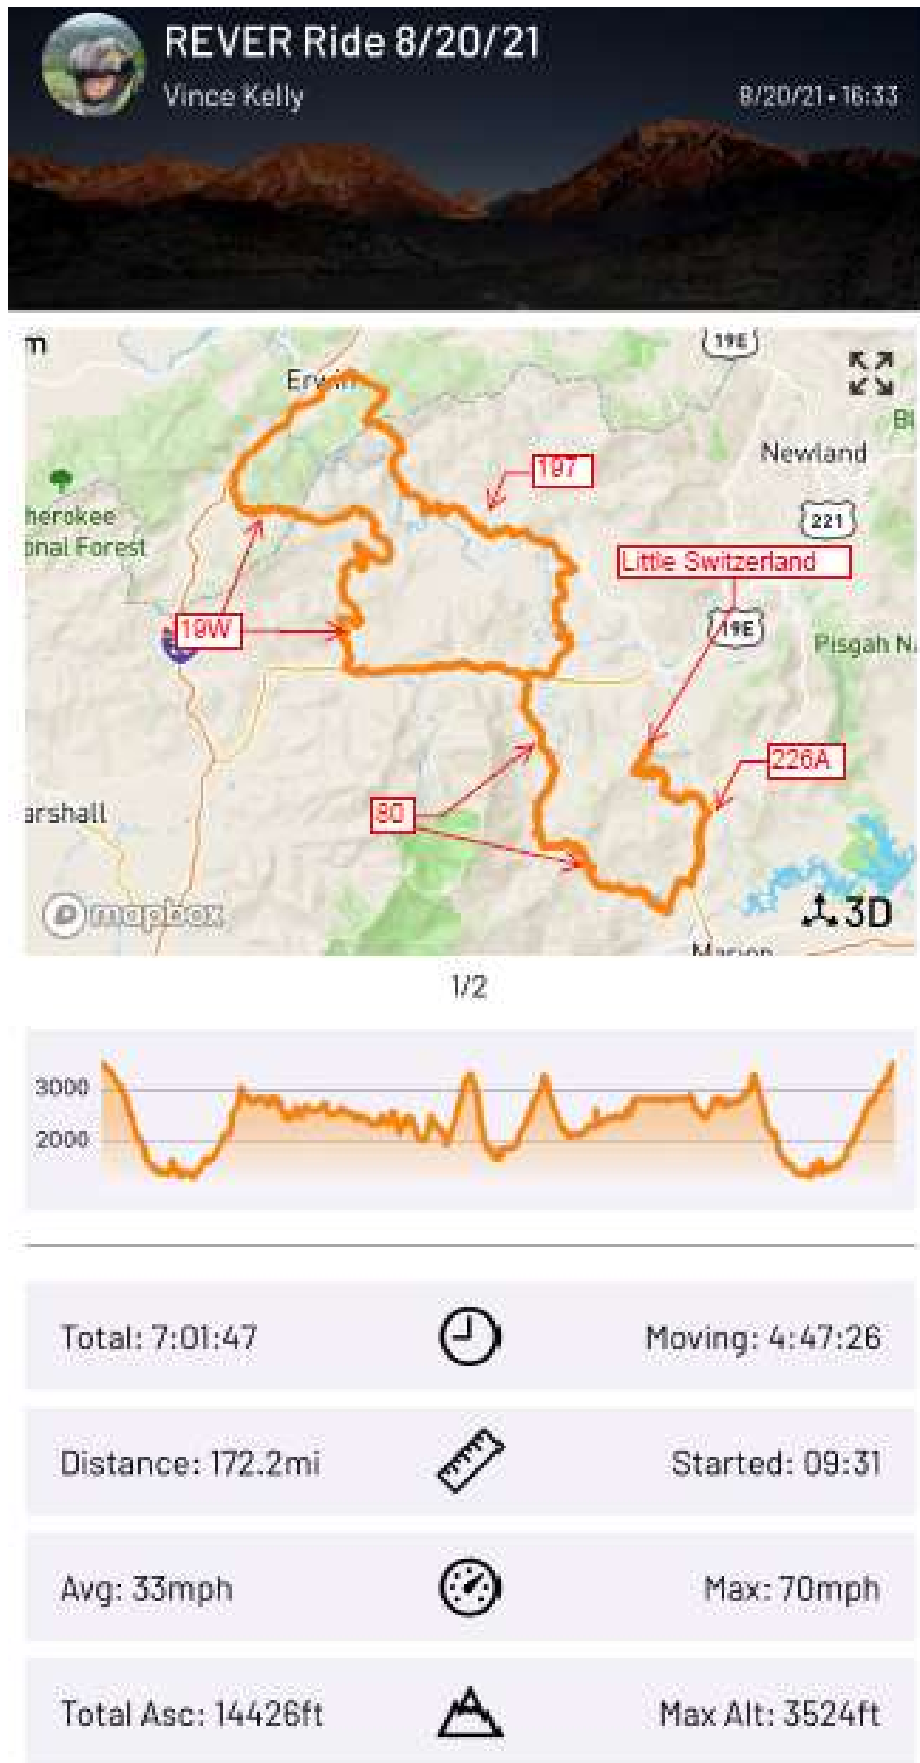 REVER Ride 8/20/21
Vince Kelly
8/20/21 • 16:33
m
19E
Erwin
Newland
197
221
herokee
onal Forest
Little Switzerland
19W
19E
Pisgah N
226A
80
arshall
mapbox
3D
Marion
1/2
3000
2000
Total: 7:01:47
Moving: 4:47:26
Distance: 172.2mi
Started: 09:31
Avg: 33mph
Max: 70mph
Total Asc: 14426ft
Max Alt: 3524ft